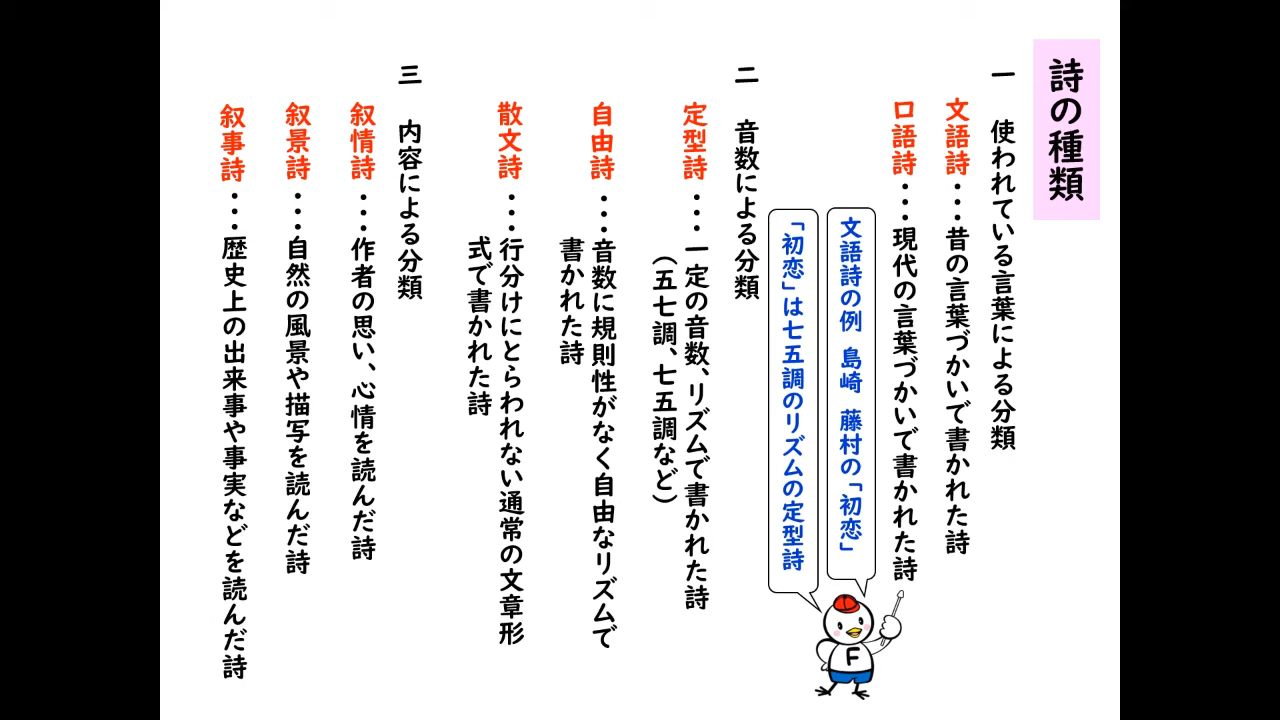 詩の種類
一 使われている言葉による分類
文語詩・・・昔の言葉づかいで書かれた詩
口語詩・・・現代の言葉づかいで書かれた詩
文語詩の例 島崎 藤村の「初恋」
「初恋」は七五調のリズムの定型詩
二 音数による分類
定型詩・・・一定の音数、リズムで書かれた詩
(五七調、七五調など)
自由詩・・・音数に規則性がなく自由なリズムで
書かれた詩
散文詩・・・行分けにとらわれない通常の文章形
式で書かれた詩
三 内容による分類
叙情詩・・・作者の思い、心情を読んだ詩
叙景詩・・・自然の風景や描写を読んだ詩
叙事詩・・・歴史上の出来事や事実などを読んだ詩
F